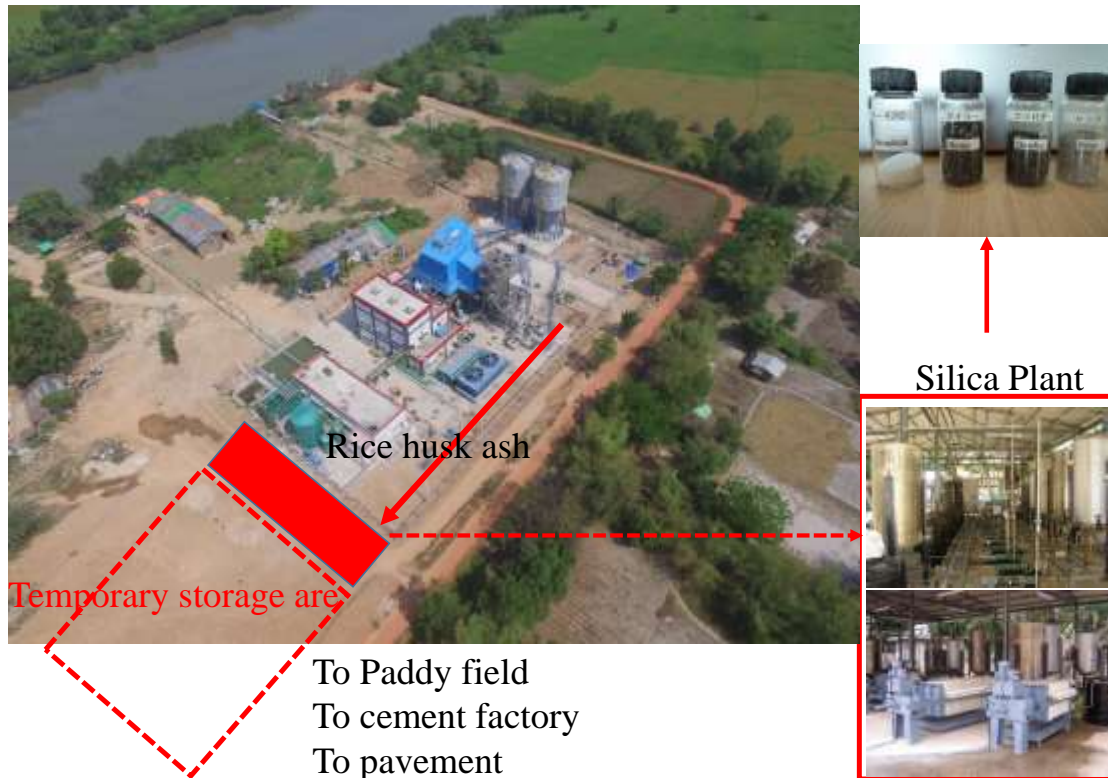 Silica Plant
Rice husk ash
Temporary storage are
To Paddy field
To cement factory
To pavement